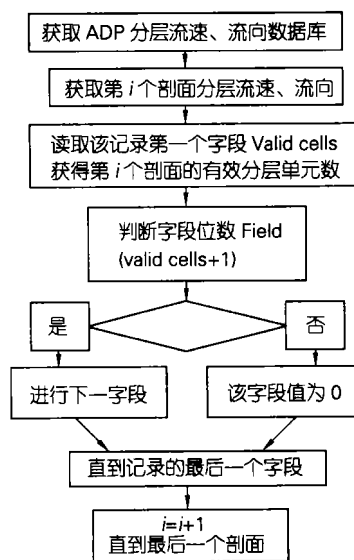 获取 ADP 分层流速、流向数据库
获取第 i 个剖面分层流速、流向
读取该记录第一个字段 Valid cells
获得第 i 个剖面的有效分层单元数
判断字段位数 Field
(valid cells+1)
是
否
进行下一字段
该字段值为 0
直到记录的最后一个字段
i=i+1
直到最后一个剖面